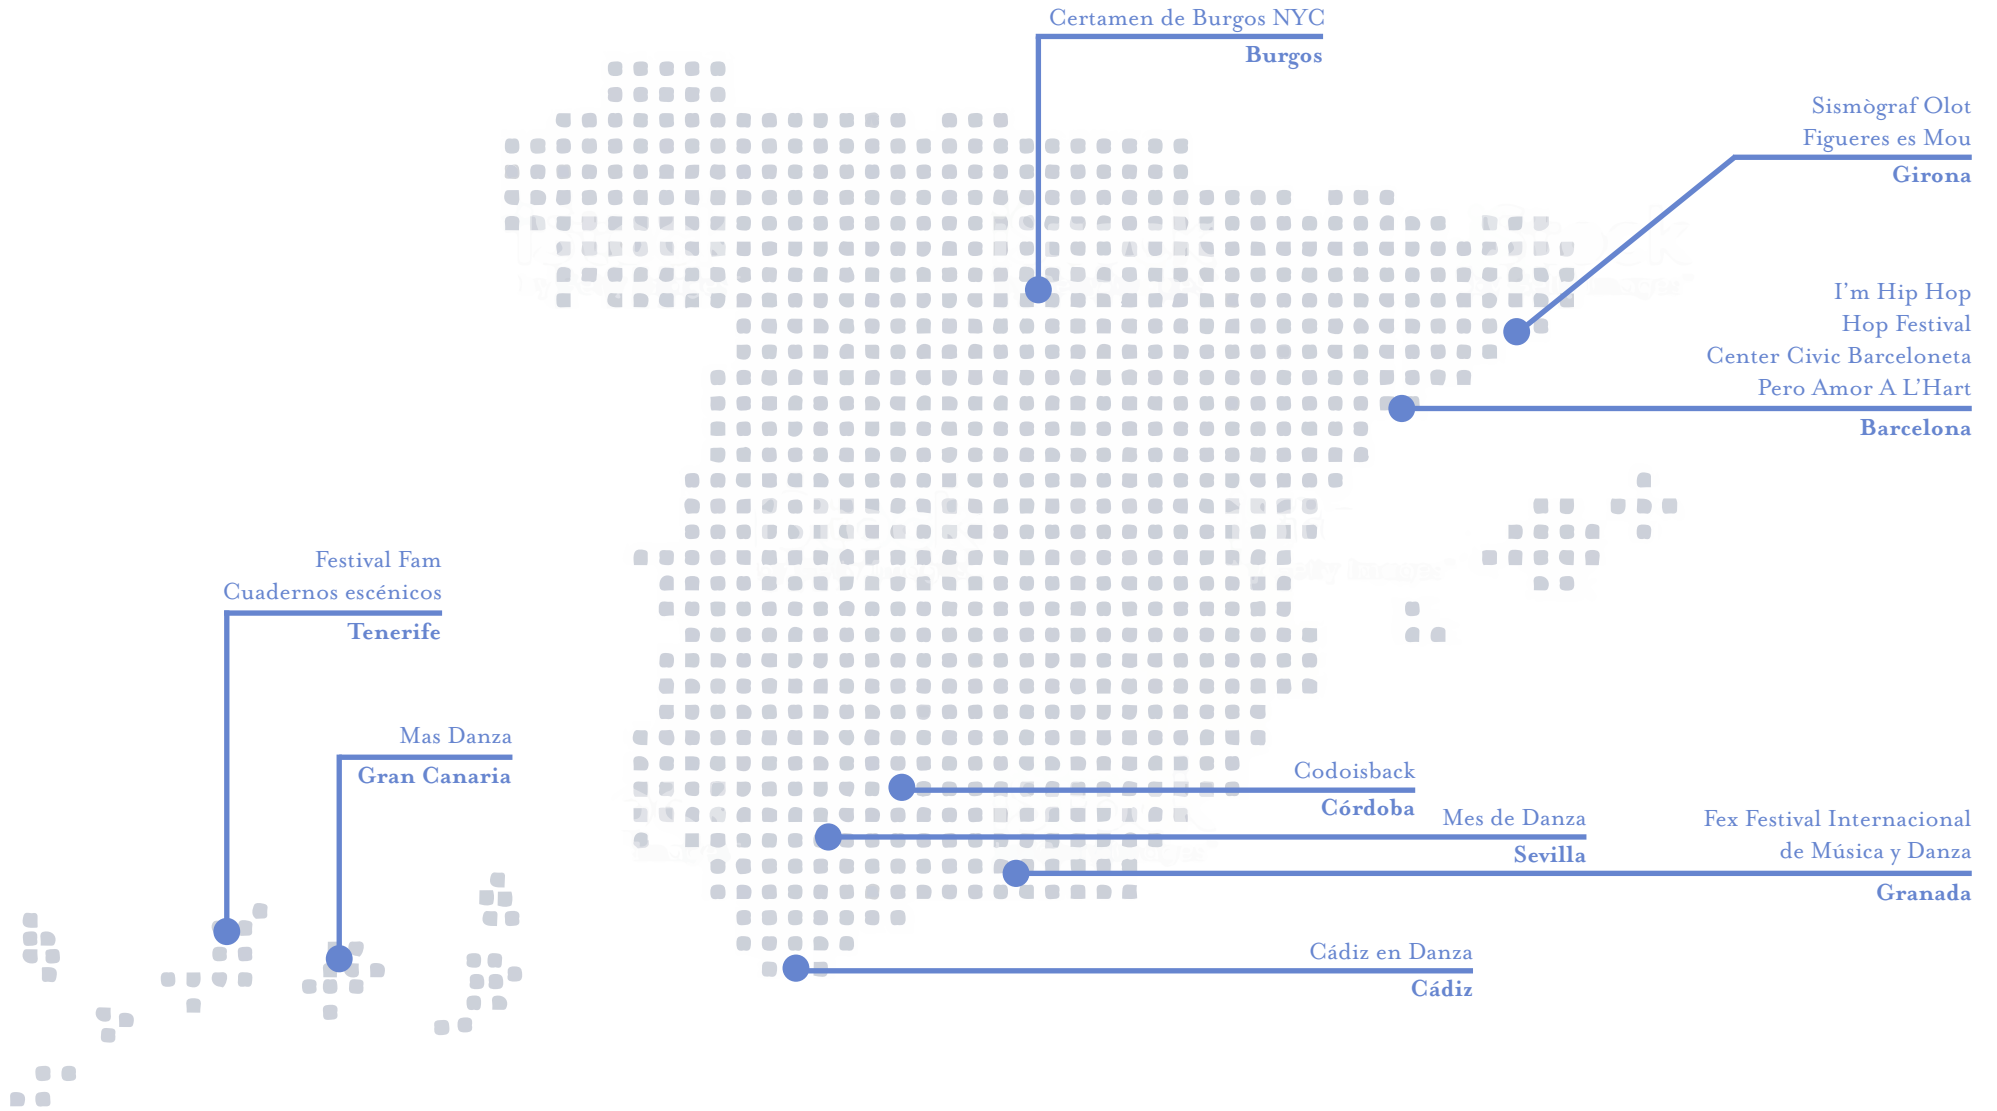 Certamen de Burgos NYC
Burgos
Sismògraf Olot
Figueres es Mou
Girona
I'm Hip Hop
Hop Festival
Center Civic Barceloneta
Pero Amor A L'Hart
Barcelona
Festival Fam
Cuadernos escénicos
Tenerife
Mas Danza
Gran Canaria
Codoisback
Córdoba
Mes de Danza
Sevilla
Fex Festival Internacional
de Música y Danza
Granada
Cádiz en Danza
Cádiz